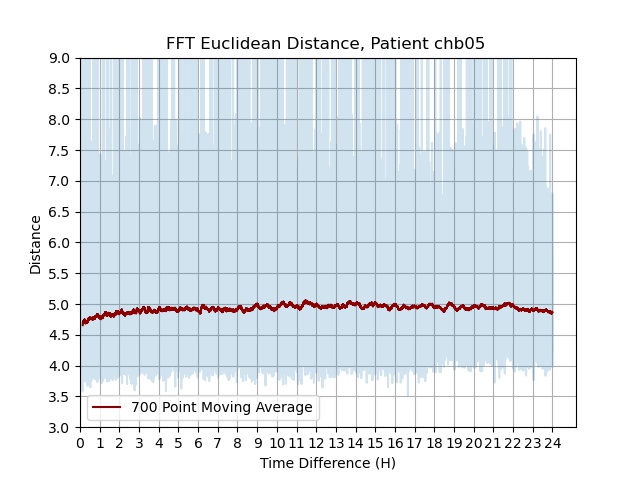 FFT Euclidean Distance, Patient chb05
9.0
8.5
8.0
7.5
7.0
6.5
6.0
5.5
5.0
4.5
4.0
3.5
3.0
Distance
700 Point Moving Average
0 1 2 3 4 5 6 7 8 9 10 11 12 13 14 15 16 17 18 19 20 21 22 23 24
Time Difference (H)